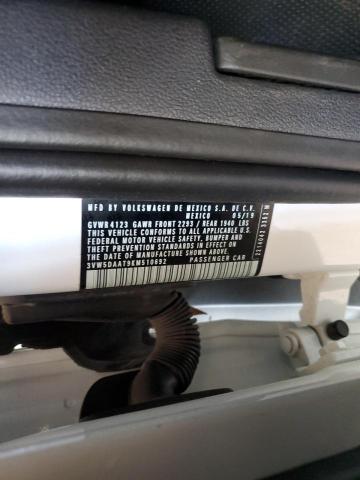 VOLKSWAGEN DE MEXICO S.A. DE C.V.
MEXICO 05/19
GVWR 4123 GAWR FRONT 2293 / REAR 1940 LBS
THIS VEHICLE CONFORMS TO ALL APPLICABLE U.S.
FEDERAL MOTOR VEHICLE SAFETY, BUMPER, AND
THEFT PREVENTION STANDARDS IN EFFECT ON
THE DATE OF MANUFACTURE SHOWN ABOVE.
3VW5DAAT9KM510692 PASSENGER CAR